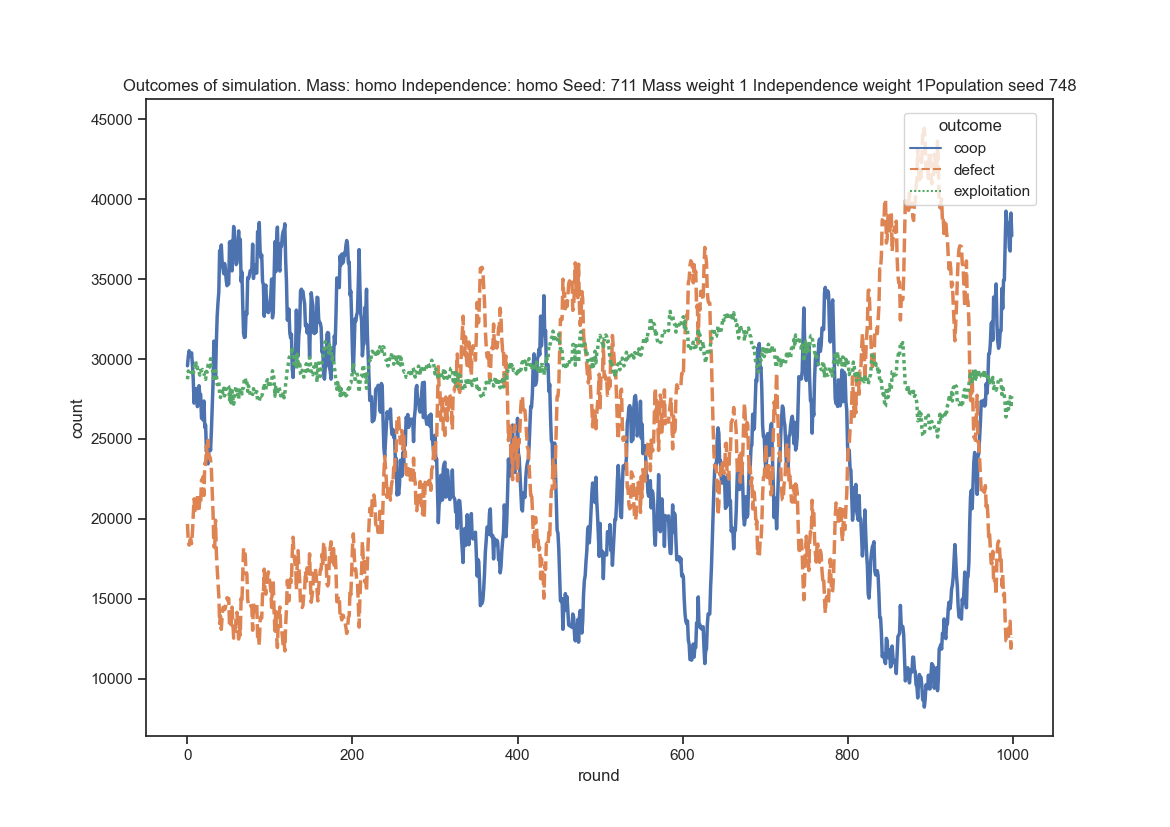 Outcomes of simulation. Mass: homo Independence: homo Seed: 711 Mass weight 1 Independence weight 1Population seed 748
45000
40000
35000
30000
25000
20000
15000
10000
count
0 200 400 600 800 1000
round
outcome
coop
defect
exploitation